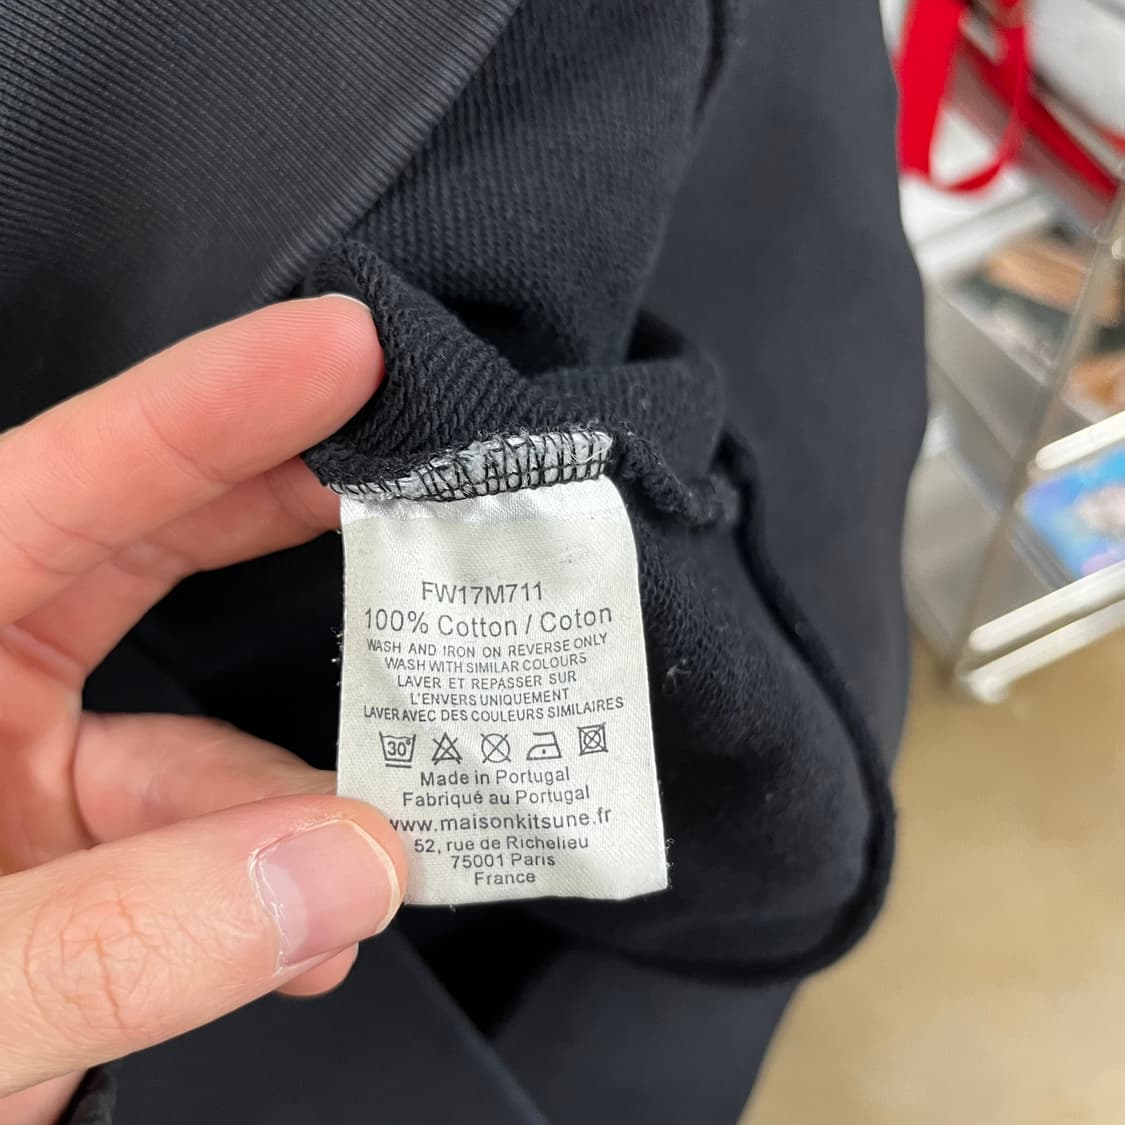 FW17M711
100% Cotton / Coton
WASH AND IRON ON REVERSE ONLY
WASH WITH SIMILAR COLOURS
LAVER ET REPASSER SUR
L'ENVERS UNIQUEMENT
LAVER AVEC DES COULEURS SIMILAIRES
30°
Made in Portugal
Fabriqué au Portugal
www.maisonkitsune.fr
52, rue de Richelieu
75001 Paris
France